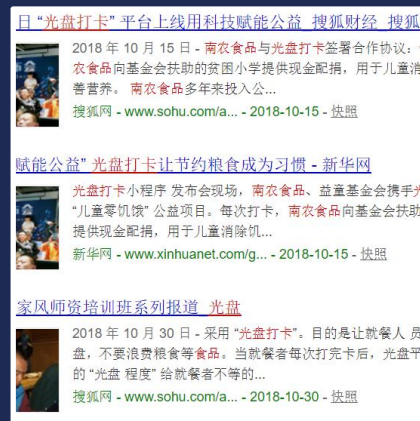 日 “光盘打卡” 平台上线用科技赋能公益_搜狐财经_搜狐
2018 年 10 月 15 日 - 南农食品与光盘打卡签署合作协议:
农食品向基金会扶助的贫困小学提供现金配捐，用于儿童消
善营养。 南农食品多年来投入公...
搜狐网 - www.sohu.com/a... - 2018-10-15 - 快照
赋能公益” 光盘打卡让节约粮食成为习惯 - 新华网
光盘打卡小程序 发布会现场，南农食品、益童基金会携手
“儿童零饥饿” 公益项目。每次打卡，南农食品向基金会扶
提供现金配捐，用于儿童消除饥...
新华网 - www.xinhuanet.com/g... - 2018-10-15 - 快照
家风师资培训班系列报道_光盘
2018 年 10 月 30 日 - 采用 “光盘打卡”。目的是让就餐人 员
盘，不要浪费粮食等食品。当就餐者每次打完卡后，光盘平
的 “光盘 程度” 给就餐者不等的...
搜狐网 - www.sohu.com/a... - 2018-10-30 - 快照